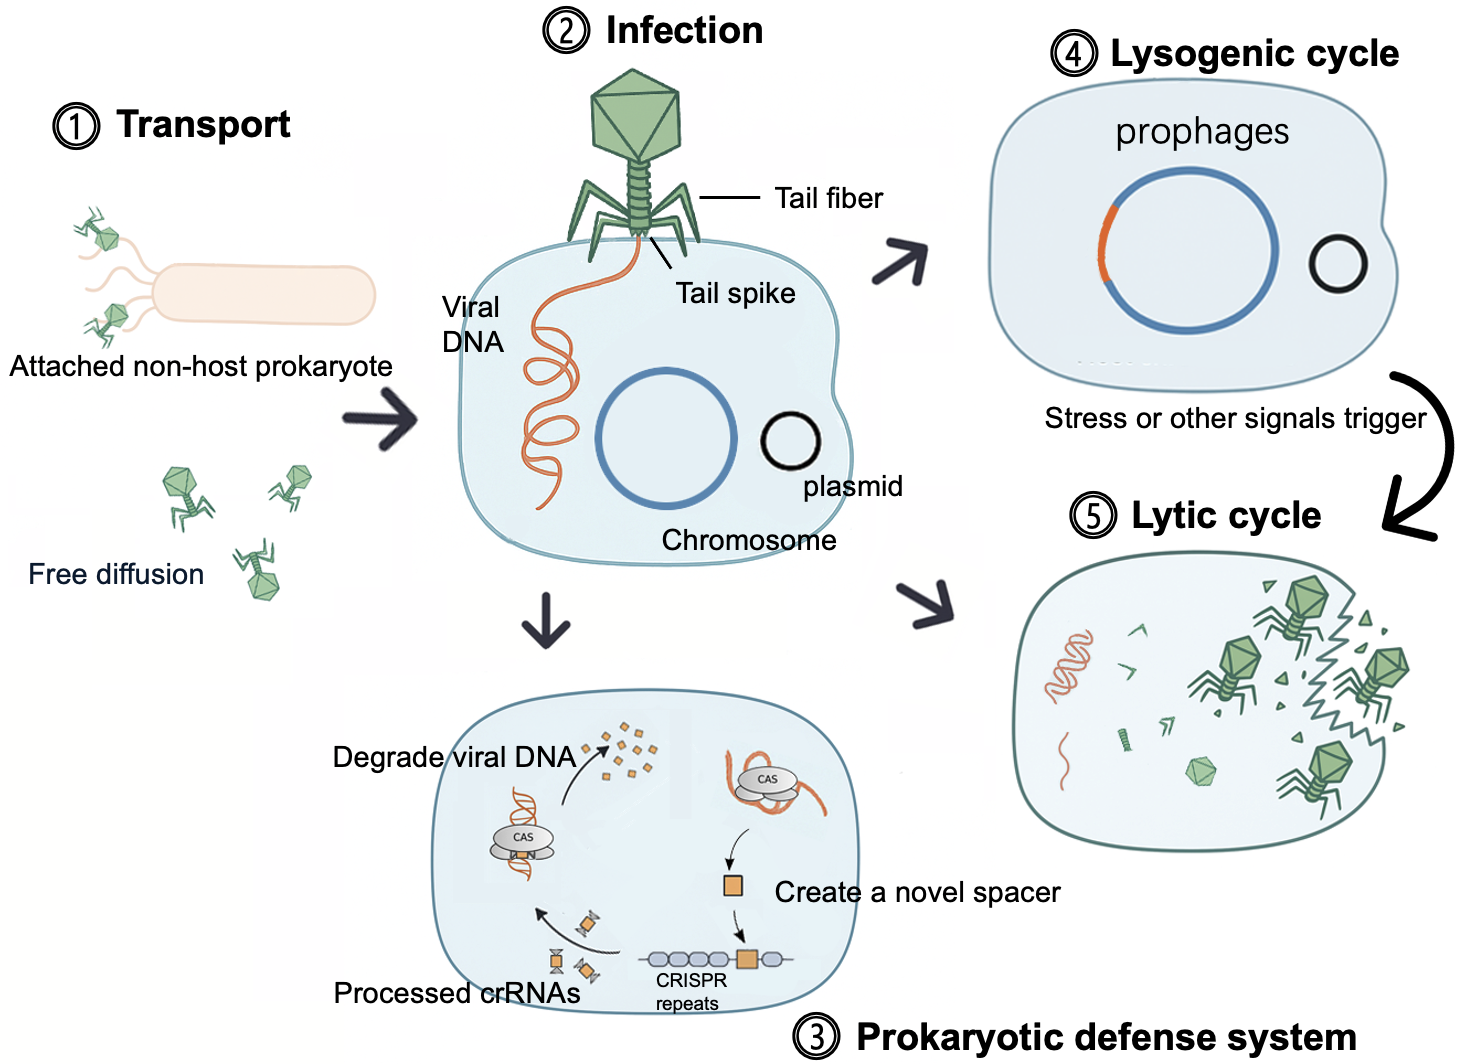 ① Transport
Attached non-host prokaryote
Free diffusion
② Infection
Tail fiber
Tail spike
Viral
DNA
plasmid
Chromosome
④ Lysogenic cycle
prophages
Stress or other signals trigger
⑤ Lytic cycle
Degrade viral DNA
CAS
CAS
Create a novel spacer
Processed crRNAs
CRISPR
repeats
③ Prokaryotic defense system